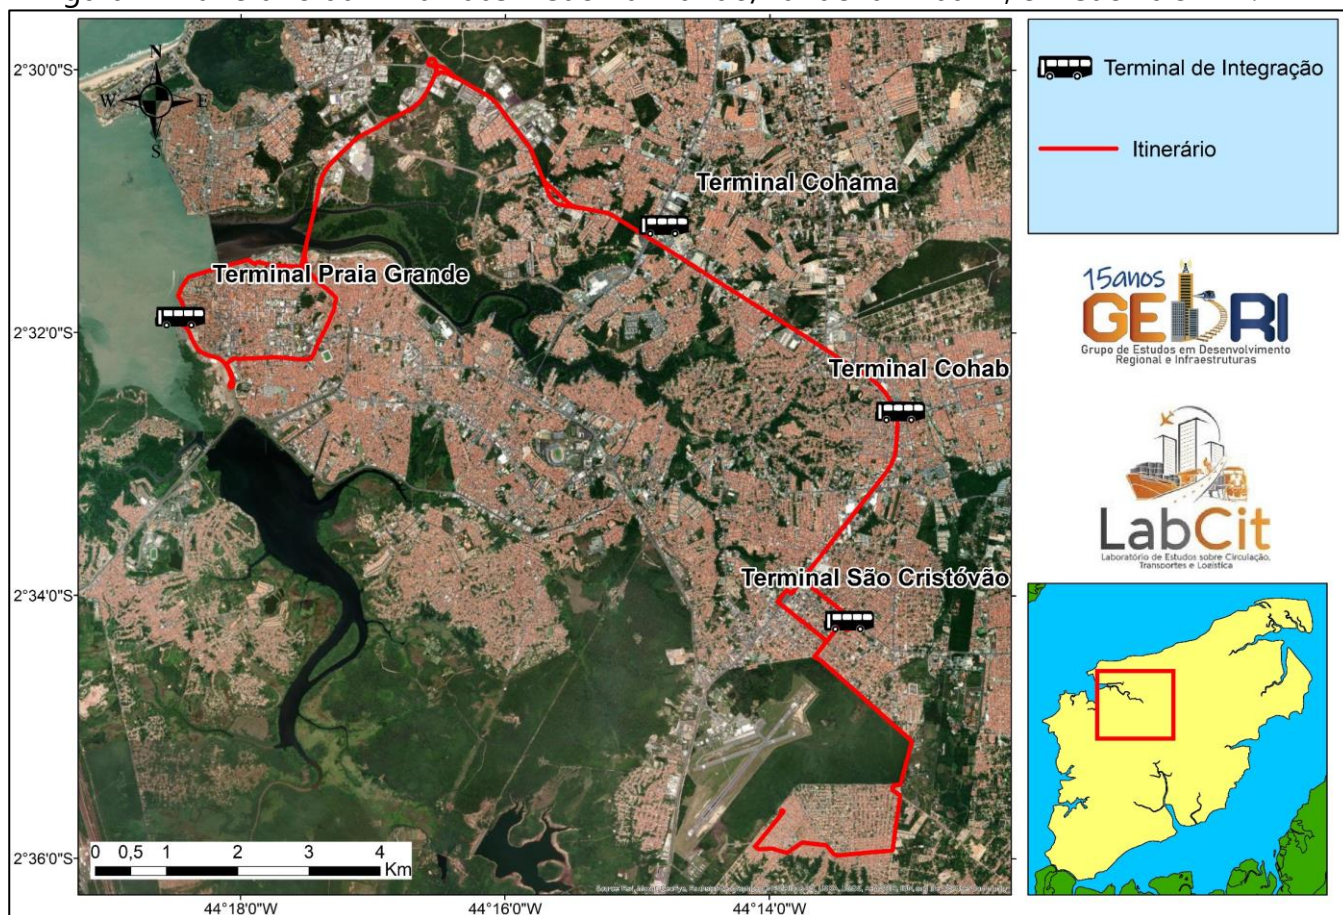 N
W E
S
2°30'0"S
2°32'0"S
2°34'0"S
2°36'0"S
44°18'0"W
44°16'0"W
44°14'0"W
Terminal Cohama
Terminal Praia Grande
Terminal Cohab
Terminal São Cristóvão
0 0,5 1 2 3 4
Km
Terminal de Integração
Itinerário
15anos
GEDRI
Grupo de Estudos em Desenvolvimento
Regional e Infraestruturas
LabCit
Laboratório de Estudos sobre Circulação,
Transportes e Logística